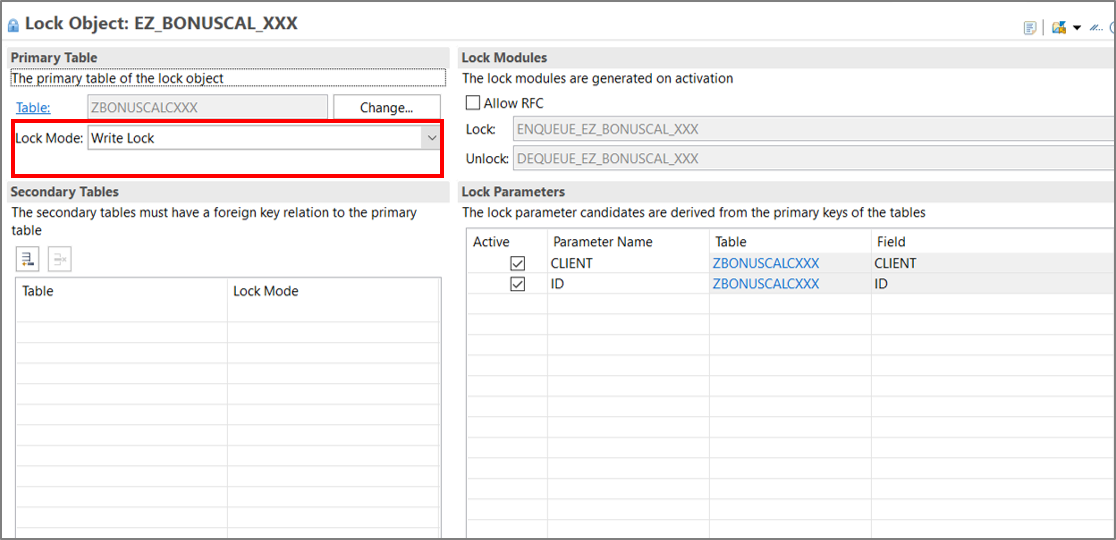 Lock Object: EZ_BONUSCAL_XXX
Primary Table
The primary table of the lock object
Table: ZBONUSCALCXXX Change...
Lock Mode: Write Lock
Secondary Tables
The secondary tables must have a foreign key relation to the primary
table
Table Lock Mode
Lock Modules
The lock modules are generated on activation
Allow RFC
Lock: ENQUEUE_EZ_BONUSCAL_XXX
Unlock: DEQUEUE_EZ_BONUSCAL_XXX
Lock Parameters
The lock parameter candidates are derived from the primary keys of the tables
Active Parameter Name Table Field
CLIENT ZBONUSCALCXXX CLIENT
ID ZBONUSCALCXXX ID